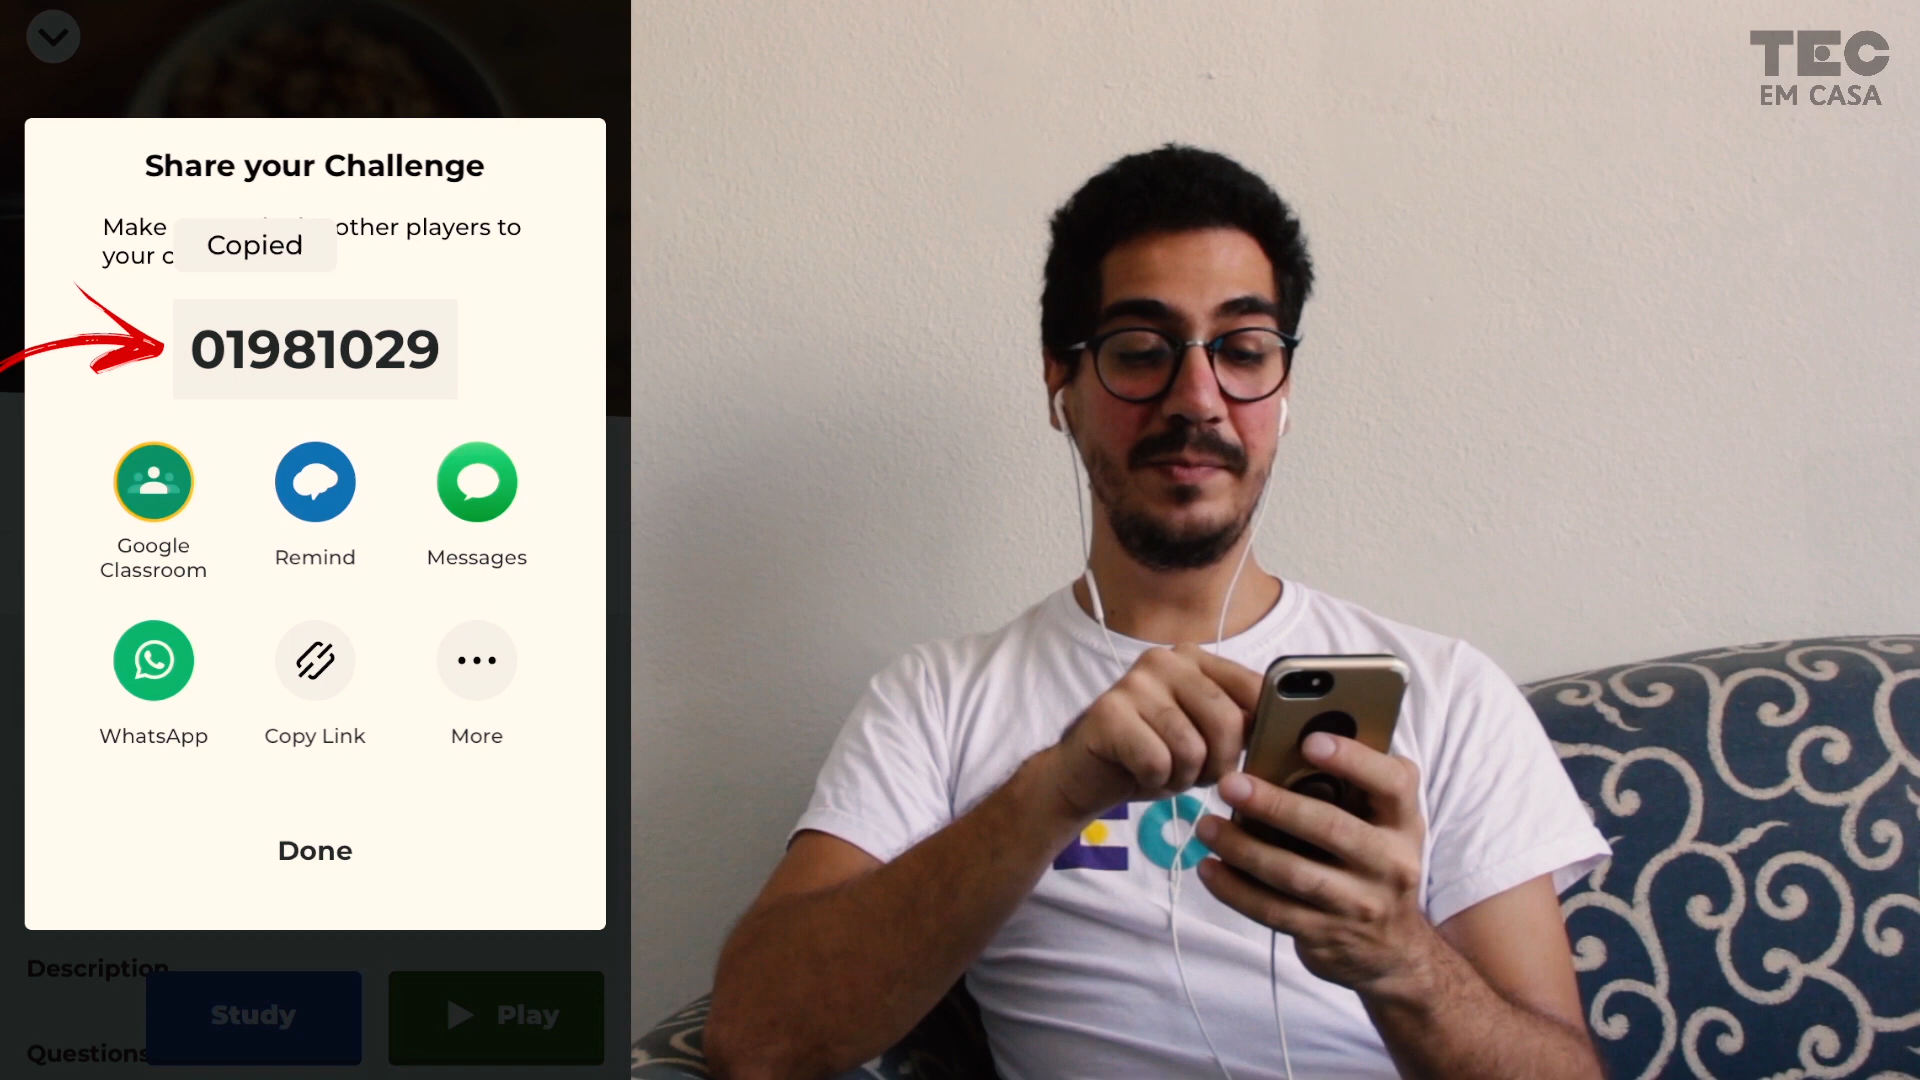 Share your Challenge
Make other players to
your c
Copied
01981029
Google
Classroom
Remind
Messages
WhatsApp
Copy Link
More
Done
Description
Study
Play
Questions
TEC
EM CASA